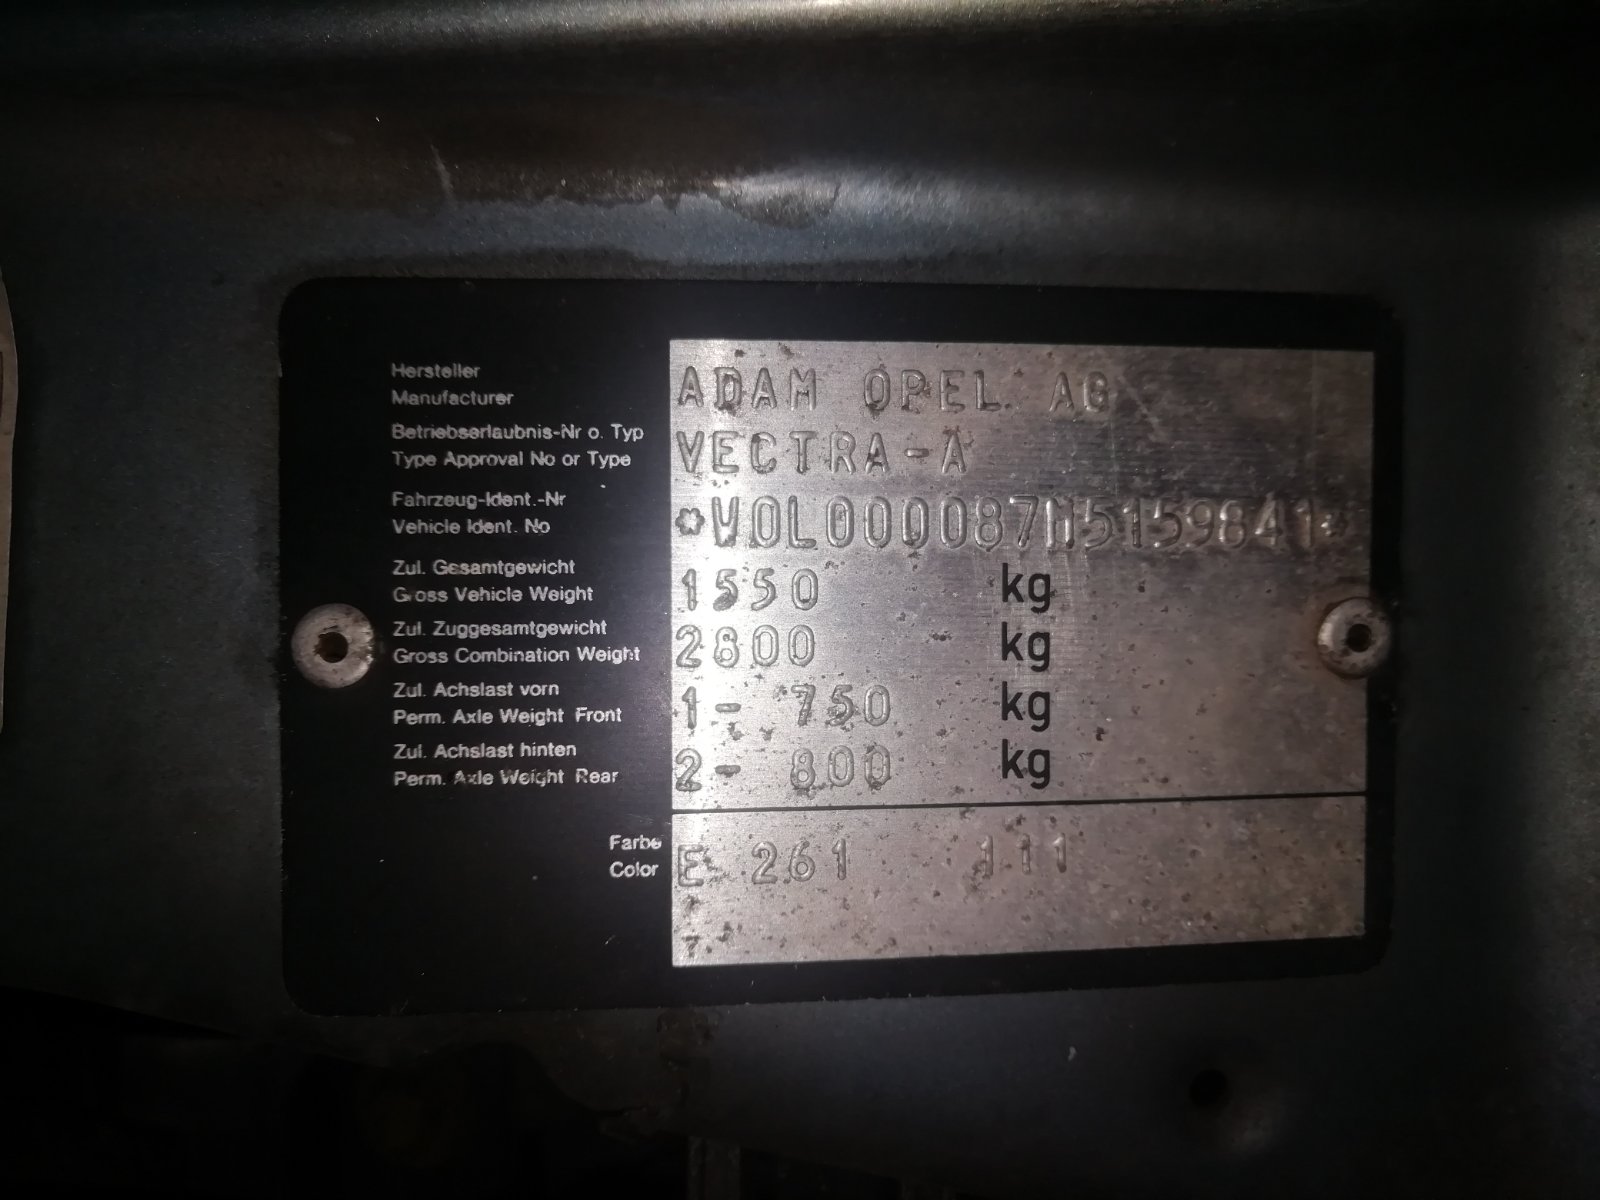 Hersteller
Manufacturer
ADAM OPEL AG
Betriebserlaubnis-Nr o. Typ
Type Approval No or Type
VECTRA-A
Fahrzeug-Ident.-Nr
Vehicle Ident. No
*W0L000087M5159841*
Zul. Gesamtgewicht
Gross Vehicle Weight
1550 kg
Zul. Zuggesamtgewicht
Gross Combination Weight
2800 kg
Zul. Achslast vorn
Perm. Axle Weight Front
1- 750 kg
Zul. Achslast hinten
Perm. Axle Weight Rear
2- 800 kg
Farbe
Color
E 261 111